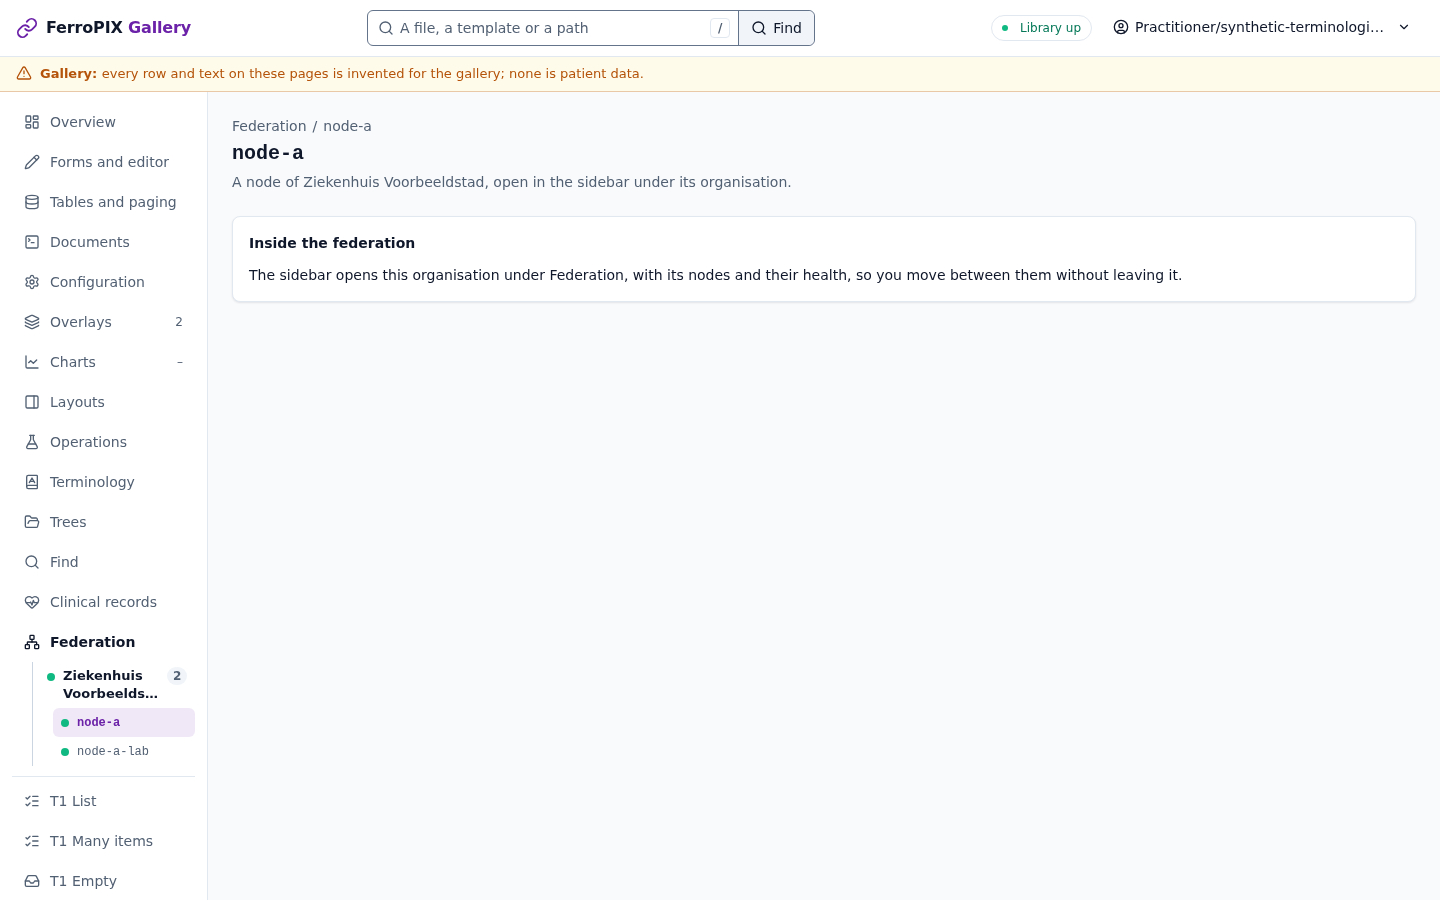 FerroPIX Gallery
A file, a template or a path
/
Find
Library up
Practitioner/synthetic-terminologi…
Gallery: every row and text on these pages is invented for the gallery; none is patient data.
Overview
Forms and editor
Tables and paging
Documents
Configuration
Overlays 2
Charts –
Layouts
Operations
Terminology
Trees
Find
Clinical records
Federation
Ziekenhuis 2
Voorbeelds…
node-a
node-a-lab
T1 List
T1 Many items
T1 Empty
Federation / node-a
node-a
A node of Ziekenhuis Voorbeeldstad, open in the sidebar under its organisation.
Inside the federation
The sidebar opens this organisation under Federation, with its nodes and their health, so you move between them without leaving it.